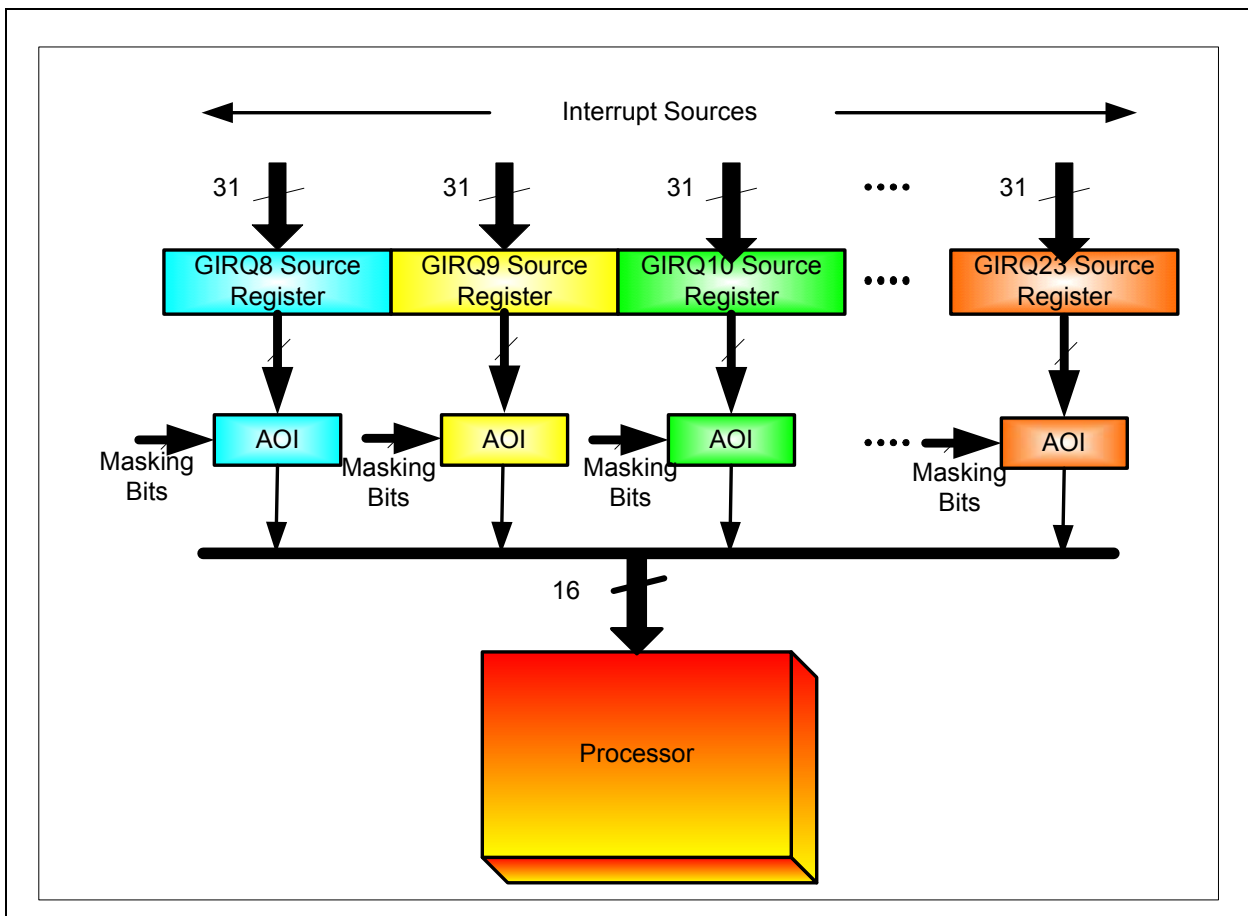 Interrupt Sources
31
31
31
31
....
GIRQ8 Source
Register
GIRQ9 Source
Register
GIRQ10 Source
Register
....
GIRQ23 Source
Register
AOI
AOI
AOI
....
AOI
Masking
Bits
Masking
Bits
Masking
Bits
Masking
Bits
16
Processor